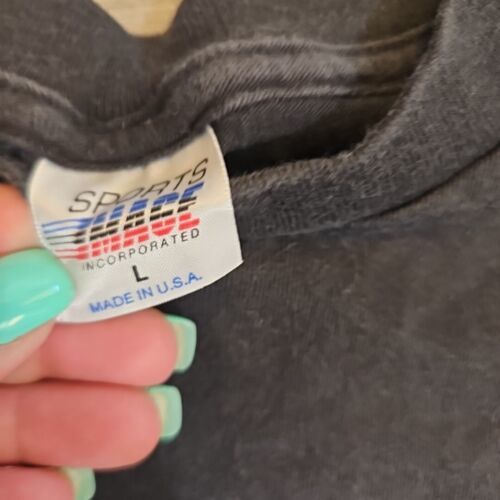 SPORTS
IMAGE
INCORPORATED
L
MADE IN U.S.A.